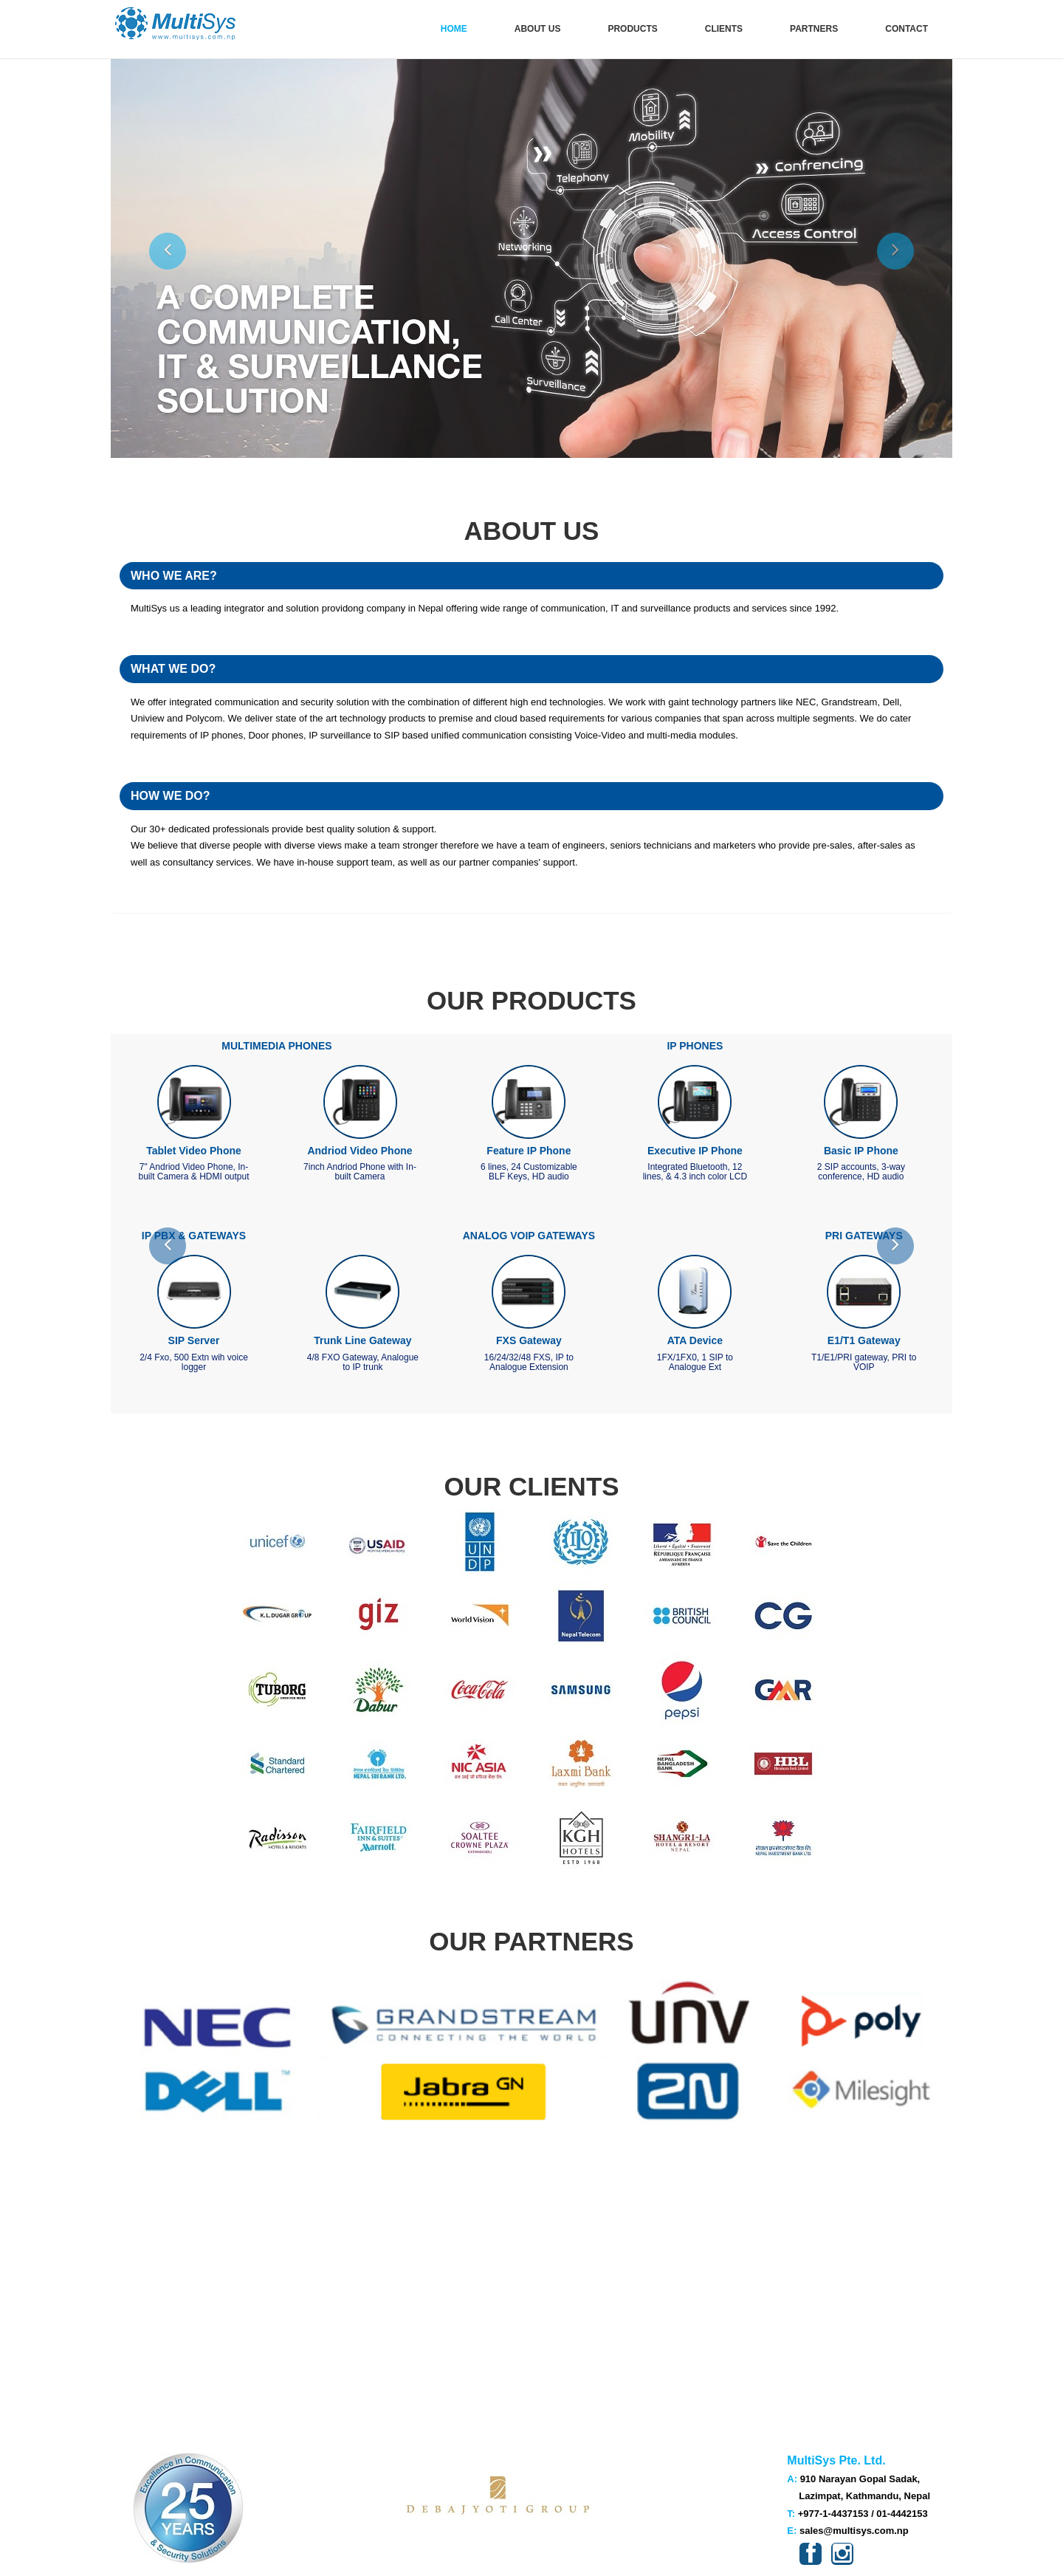 MultiSys
www.multisys.com.np
HOME ABOUT US PRODUCTS CLIENTS PARTNERS CONTACT
Mobility
Telephony
Confrencing
Access Control
Networking
Call Center
Surveillance
A COMPLETE
COMMUNICATION,
IT & SURVEILLANCE
SOLUTION
ABOUT US
WHO WE ARE?
MultiSys us a leading integrator and solution providong company in Nepal offering wide range of communication, IT and surveillance products and services since 1992.
WHAT WE DO?
We offer integrated communication and security solution with the combination of different high end technologies. We work with gaint technology partners like NEC, Grandstream, Dell,
Uniview and Polycom. We deliver state of the art technology products to premise and cloud based requirements for various companies that span across multiple segments. We do cater
requirements of IP phones, Door phones, IP surveillance to SIP based unified communication consisting Voice-Video and multi-media modules.
HOW WE DO?
Our 30+ dedicated professionals provide best quality solution & support.
We believe that diverse people with diverse views make a team stronger therefore we have a team of engineers, seniors technicians and marketers who provide pre-sales, after-sales as
well as consultancy services. We have in-house support team, as well as our partner companies' support.
OUR PRODUCTS
MULTIMEDIA PHONES IP PHONES
Tablet Video Phone
7" Andriod Video Phone, In-
built Camera & HDMI output
Andriod Video Phone
7inch Andriod Phone with In-
built Camera
Feature IP Phone
6 lines, 24 Customizable
BLF Keys, HD audio
Executive IP Phone
Integrated Bluetooth, 12
lines, & 4.3 inch color LCD
Basic IP Phone
2 SIP accounts, 3-way
conference, HD audio
IP PBX & GATEWAYS ANALOG VOIP GATEWAYS PRI GATEWAYS
SIP Server
2/4 Fxo, 500 Extn wih voice
logger
Trunk Line Gateway
4/8 FXO Gateway, Analogue
to IP trunk
FXS Gateway
16/24/32/48 FXS, IP to
Analogue Extension
ATA Device
1FX/1FX0, 1 SIP to
Analogue Ext
E1/T1 Gateway
T1/E1/PRI gateway, PRI to
VOIP
OUR CLIENTS
unicef
USAID
UN
DP
ILO
Liberté • Égalité • Fraternité
RÉPUBLIQUE FRANÇAISE
Save the Children
K.L. DUGAR GROUP
giz
World Vision
Nepal Telecom
BRITISH
COUNCIL
CG
TUBORG
Dabur
Coca-Cola
SAMSUNG
pepsi
GMR
Standard
Chartered
NEPAL SBI BANK LTD.
NIC ASIA
Laxmi Bank
NEPAL
BANGLADESH
BANK
HBL
Himalayan Bank Limited
Radisson
HOTELS & RESORTS
FAIRFIELD
INN & SUITES
Marriott
SOALTEE
CROWNE PLAZA
KATHMANDU
KGH
HOTELS
ESTD 1968
SHANGRI-LA
HOTEL & RESORT
NEPAL
NEPAL INVESTMENT BANK LTD
OUR PARTNERS
NEC
GRANDSTREAM
CONNECTING THE WORLD
unv
poly
DELL™
Jabra GN
2N
Milesight
Excellence in Communication
25
YEARS
& Security Solutions
DEBAJYOTI GROUP
MultiSys Pte. Ltd.
A: 910 Narayan Gopal Sadak,
Lazimpat, Kathmandu, Nepal
T: +977-1-4437153 / 01-4442153
E: sales@multisys.com.np